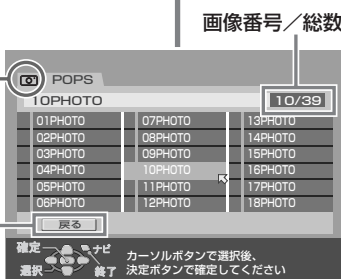 画像番号／総数
POPS
10PHOTO 10/39
01PHOTO 07PHOTO 13PHOTO
02PHOTO 08PHOTO 14PHOTO
03PHOTO 09PHOTO 15PHOTO
04PHOTO 10PHOTO 16PHOTO
05PHOTO 11PHOTO 17PHOTO
06PHOTO 12PHOTO 18PHOTO
戻る
確定 ナビ
選択 終了
カーソルボタンで選択後、
決定ボタンで確定してください